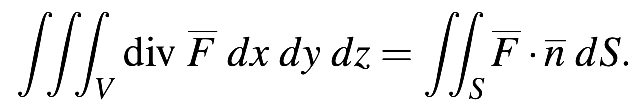 ∭_V div F̅ dx dy dz = ∬_S F̅ · n̅ dS.